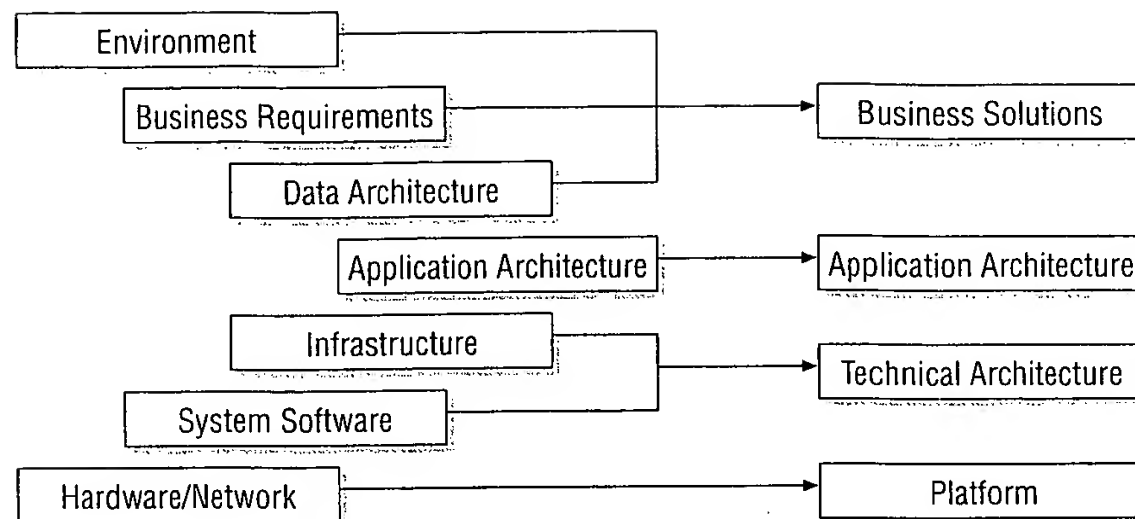 Environment
Business Requirements
Business Solutions
Data Architecture
Application Architecture
Application Architecture
Infrastructure
Technical Architecture
System Software
Hardware/Network
Platform